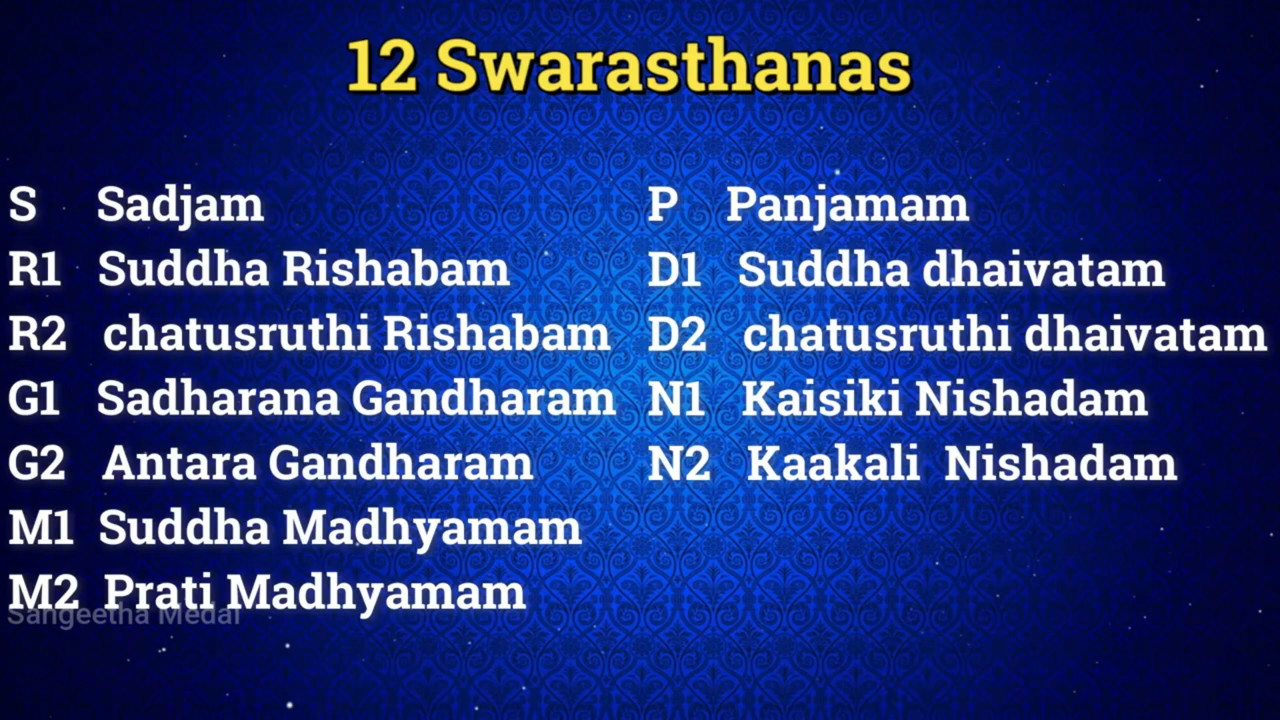 12 Swarasthanas
S Sadjam
R1 Suddha Rishabam
R2 chatusruthi Rishabam
G1 Sadharana Gandharam
G2 Antara Gandharam
M1 Suddha Madhyamam
M2 Prati Madhyamam
Sangeetha Medai
P Panjamam
D1 Suddha dhaivatam
D2 chatusruthi dhaivatam
N1 Kaisiki Nishadam
N2 Kaakali Nishadam